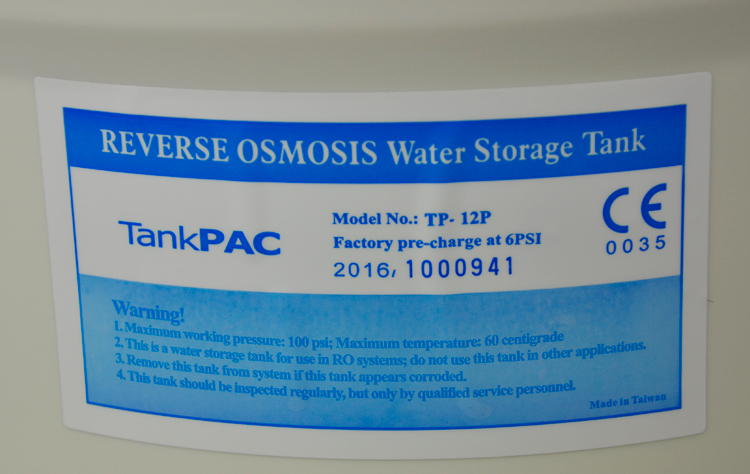 REVERSE OSMOSIS Water Storage Tank
TankPAC
Model No.: TP- 12P
Factory pre-charge at 6PSI
2016, 1000941
CE
0035
Warning!
1. Maximum working pressure: 100 psi; Maximum temperature: 60 centigrade
2. This is a water storage tank for use in RO systems; do not use this tank in other applications.
3. Remove this tank from system if this tank appears corroded.
4. This tank should be inspected regularly, but only by qualified service personnel.
Made in Taiwan